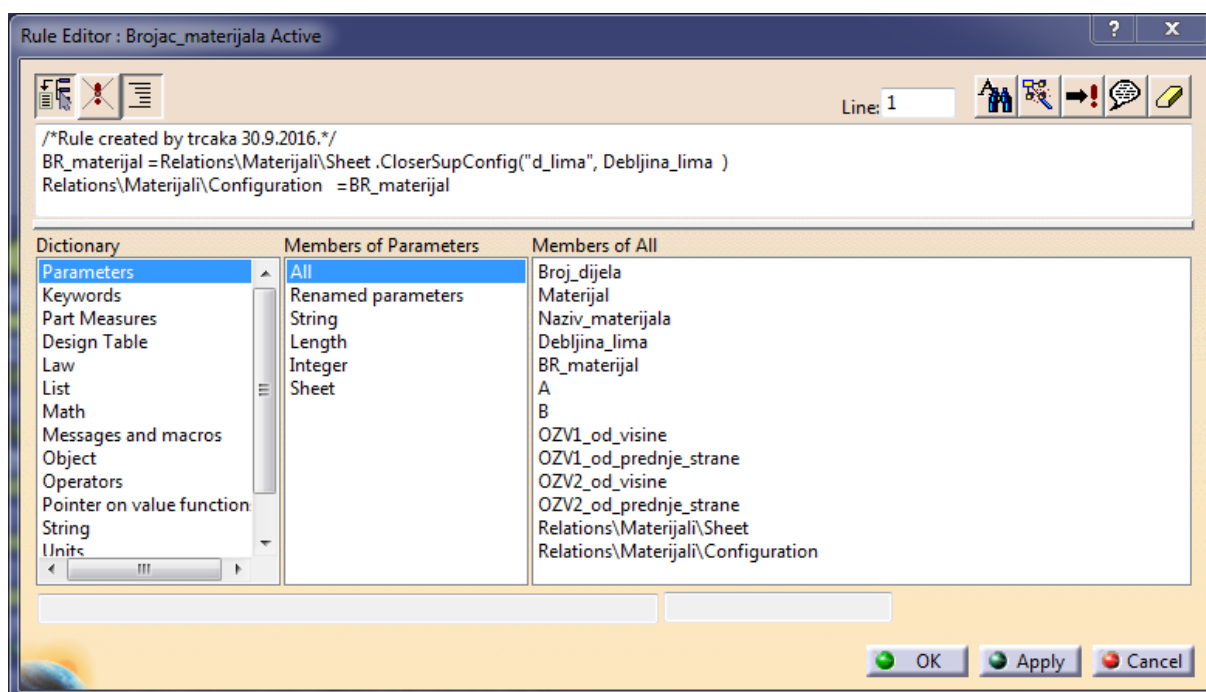 Rule Editor : Brojac_materijala Active
? x
Line: 1
/*Rule created by trcaka 30.9.2016.*/
BR_materijal =Relations\Materijali\Sheet .CloserSupConfig("d_lima", Debljina_lima  )
Relations\Materijali\Configuration   =BR_materijal
Dictionary
Parameters
Keywords
Part Measures
Design Table
Law
List
Math
Messages and macros
Object
Operators
Pointer on value function
String
Units
Members of Parameters
All
Renamed parameters
String
Length
Integer
Sheet
Members of All
Broj_dijela
Materijal
Naziv_materijala
Debljina_lima
BR_materijal
A
B
OZV1_od_visine
OZV1_od_prednje_strane
OZV2_od_visine
OZV2_od_prednje_strane
Relations\Materijali\Sheet
Relations\Materijali\Configuration
OK Apply Cancel